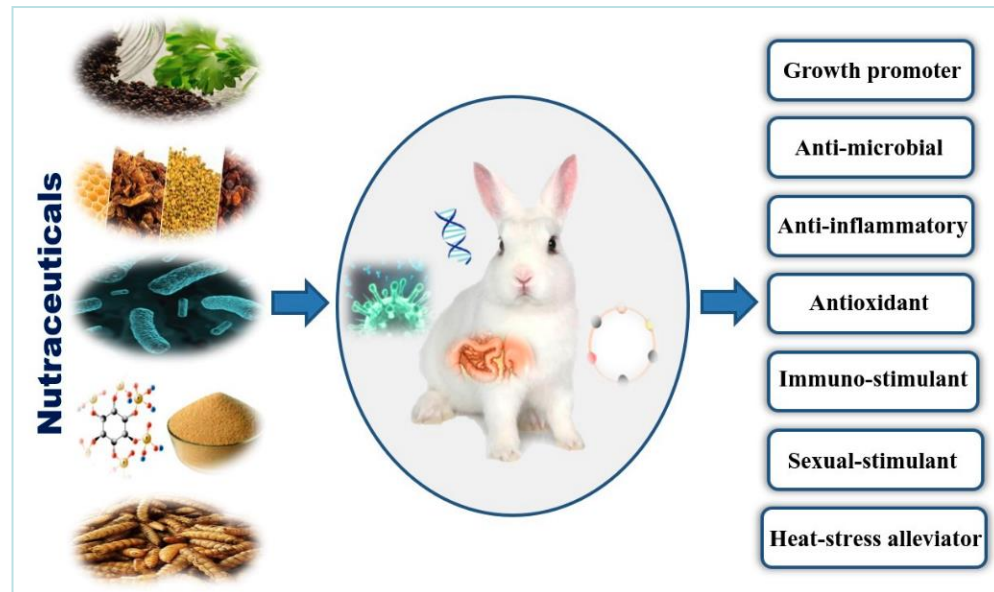 Nutraceuticals
Growth promoter
Anti-microbial
Anti-inflammatory
Antioxidant
Immuno-stimulant
Sexual-stimulant
Heat-stress alleviator